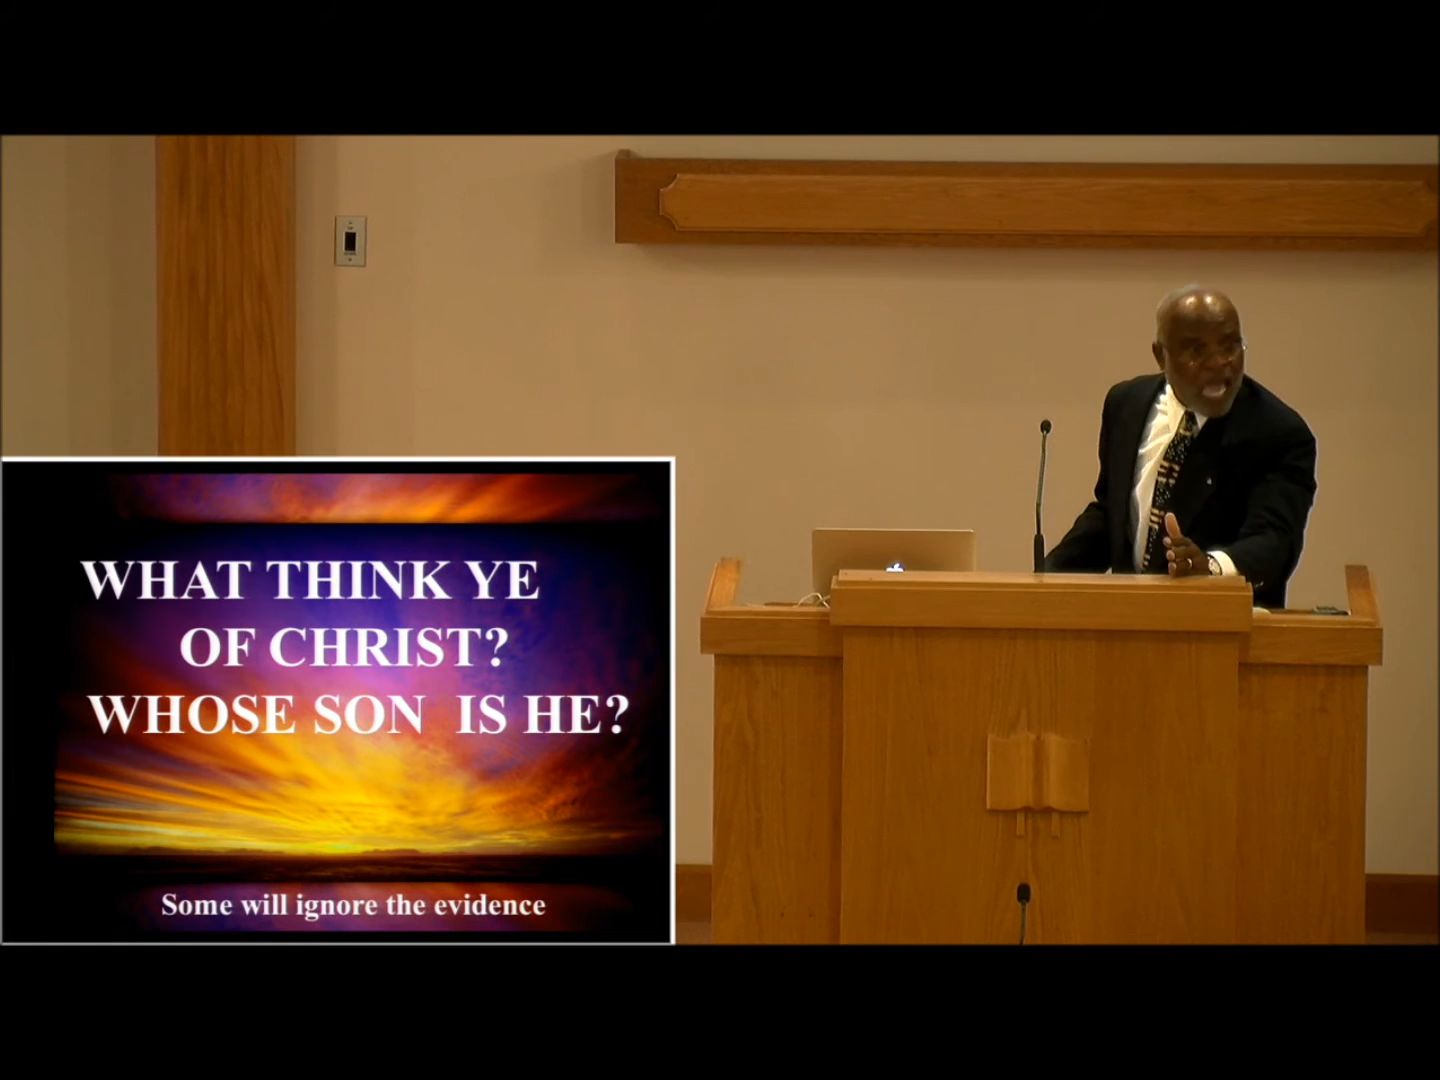 WHAT THINK YE
OF CHRIST?
WHOSE SON IS HE?
Some will ignore the evidence